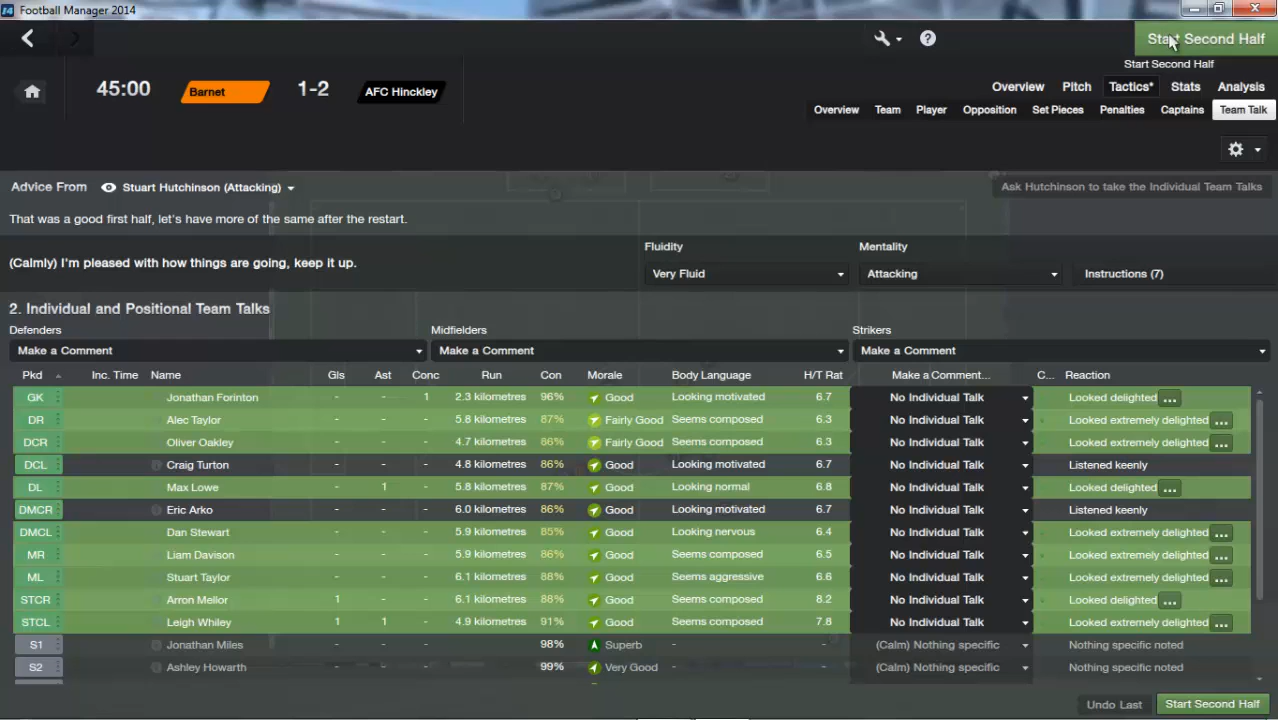 Football Manager 2014
Start Second Half
Start Second Half
45:00 Barnet 1-2 AFC Hinckley
Overview Pitch Tactics* Stats Analysis
Overview Team Player Opposition Set Pieces Penalties Captains Team Talk
Advice From Stuart Hutchinson (Attacking) Ask Hutchinson to take the Individual Team Talks
That was a good first half, let's have more of the same after the restart.
Fluidity Mentality
(Calmly) I'm pleased with how things are going, keep it up.
Very Fluid Attacking Instructions (7)
2. Individual and Positional Team Talks
Defenders Midfielders Strikers
Make a Comment Make a Comment Make a Comment
Pkd Inc. Time Name Gls Ast Conc Run Con Morale Body Language H/T Rat Make a Comment... C... Reaction
GK Jonathan Forinton - - 1 2.3 kilometres 96% Good Looking motivated 6.7 No Individual Talk Looked delighted ...
DR Alec Taylor - - - 5.8 kilometres 87% Fairly Good Seems composed 6.3 No Individual Talk Looked extremely delighted ...
DCR Oliver Oakley - - - 4.7 kilometres 86% Fairly Good Seems composed 6.3 No Individual Talk Looked extremely delighted ...
DCL Craig Turton - - - 4.8 kilometres 86% Good Looking motivated 6.7 No Individual Talk Listened keenly
DL Max Lowe - 1 - 5.8 kilometres 87% Good Looking normal 6.8 No Individual Talk Looked delighted ...
DMCR Eric Arko - - - 6.0 kilometres 86% Good Looking motivated 6.7 No Individual Talk Listened keenly
DMCL Dan Stewart - - - 5.9 kilometres 85% Good Looking nervous 6.4 No Individual Talk Looked extremely delighted ...
MR Liam Davison - - - 5.9 kilometres 86% Good Seems composed 6.5 No Individual Talk Looked extremely delighted ...
ML Stuart Taylor - - - 6.1 kilometres 88% Good Seems aggressive 6.6 No Individual Talk Looked extremely delighted ...
STCR Arron Mellor 1 - - 6.1 kilometres 88% Good Seems composed 8.2 No Individual Talk Looked delighted ...
STCL Leigh Whiley 1 1 - 4.9 kilometres 91% Good Seems composed 7.8 No Individual Talk Looked extremely delighted ...
S1 Jonathan Miles - - - 98% Superb - - (Calm) Nothing specific Nothing specific noted
S2 Ashley Howarth - - - 99% Very Good - - (Calm) Nothing specific Nothing specific noted
Undo Last Start Second Half